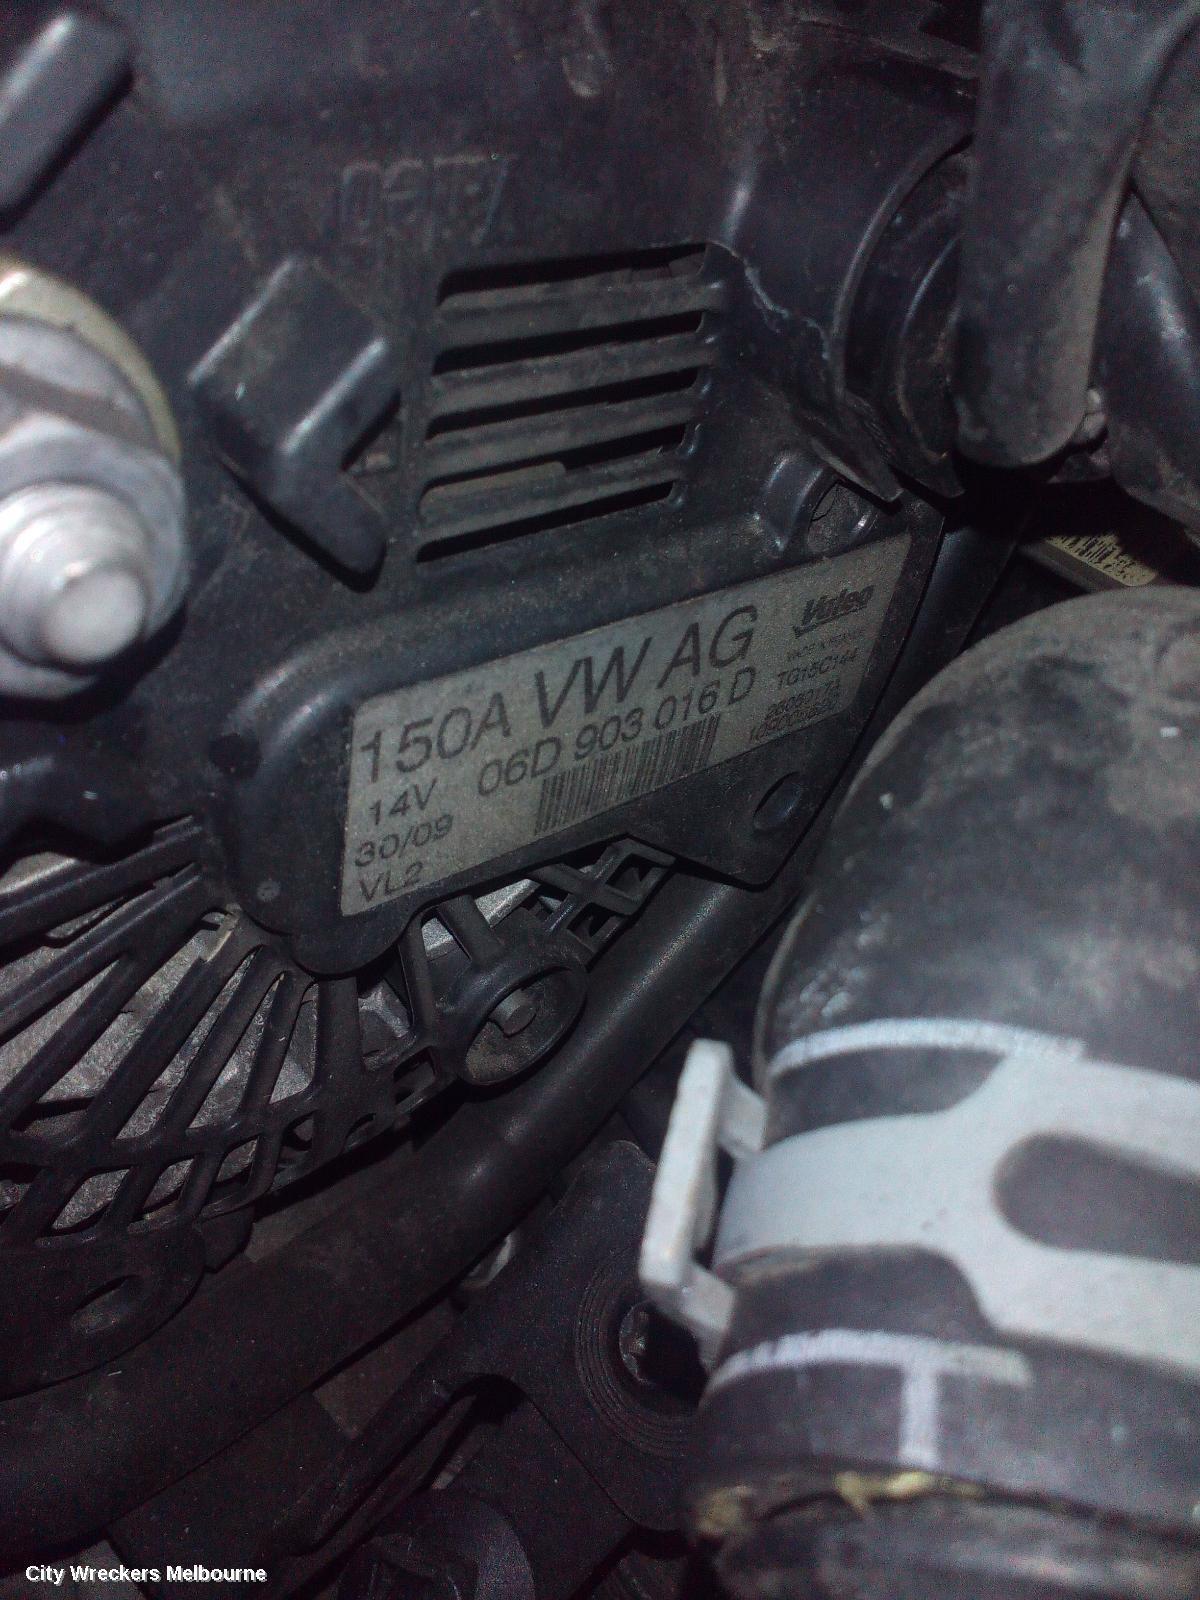 150A VW AG
Valeo
14V 06D 903 016 D
TG15C144
30/09
VL2
City Wreckers Melbourne